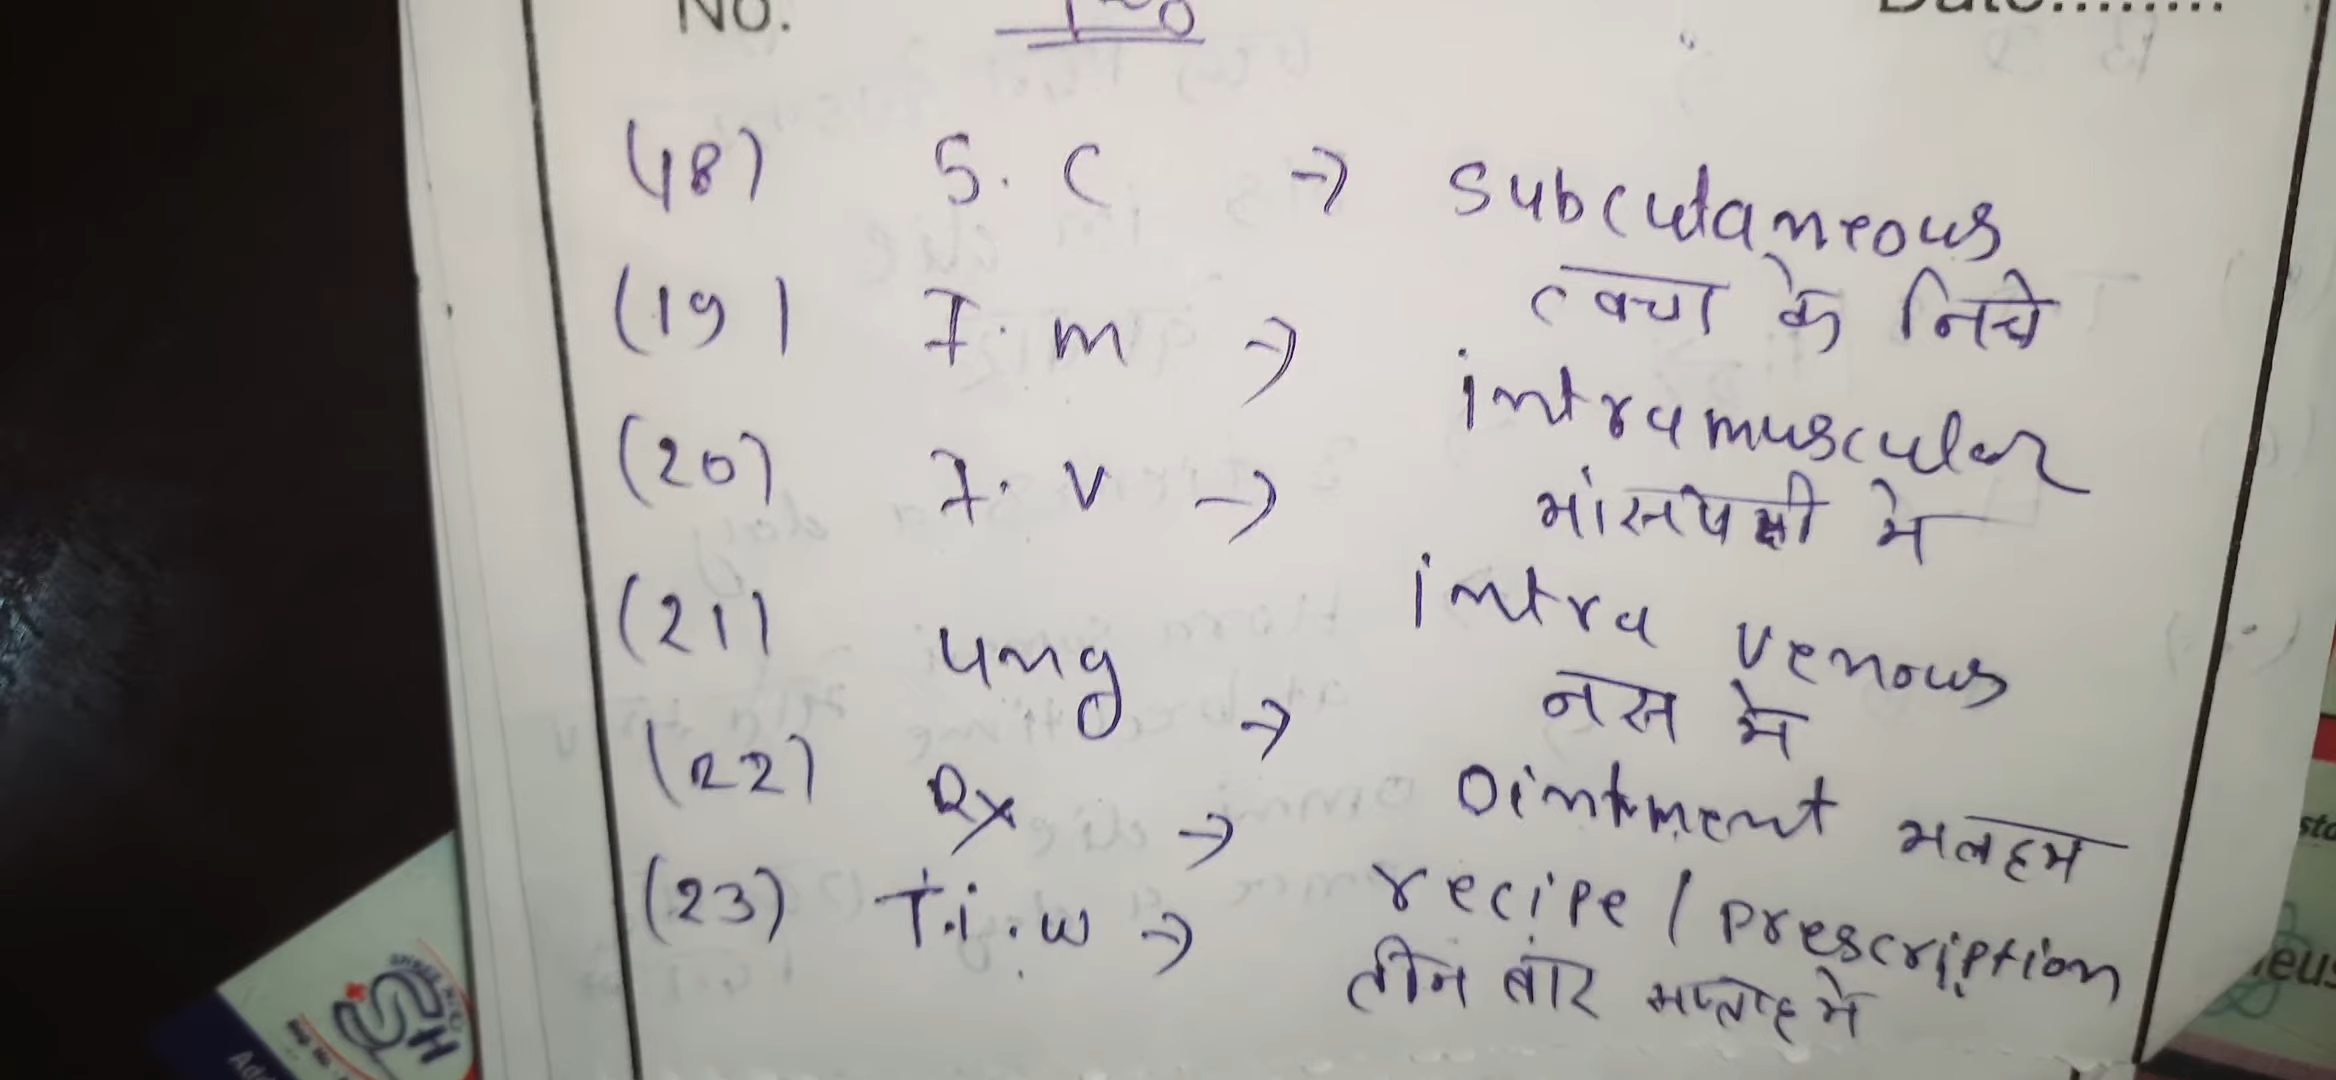 No.
Date........
(18) S. C → Subcutaneous
त्वचा के निचे
(19) I. m → intramuscular
मांसपेशी मे
(20) I. V → intra venous
नस मे
(21) ung → Ointment मलहम
(22) Rx → recipe / prescription
(23) T.i.w → तीन बार सप्ताह मे